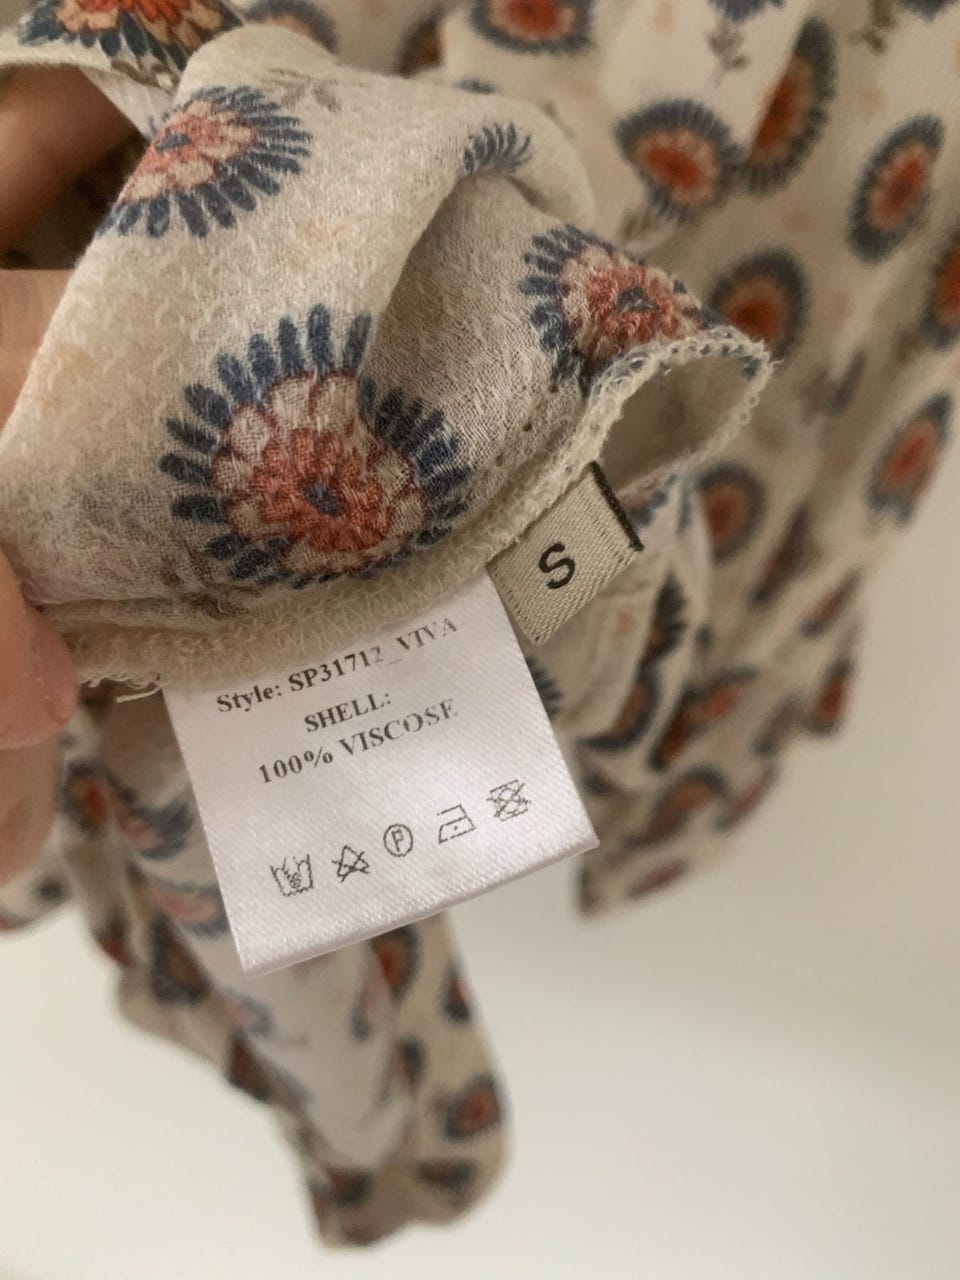 S
Style: SP31712_VIVA
SHELL:
100% VISCOSE
P